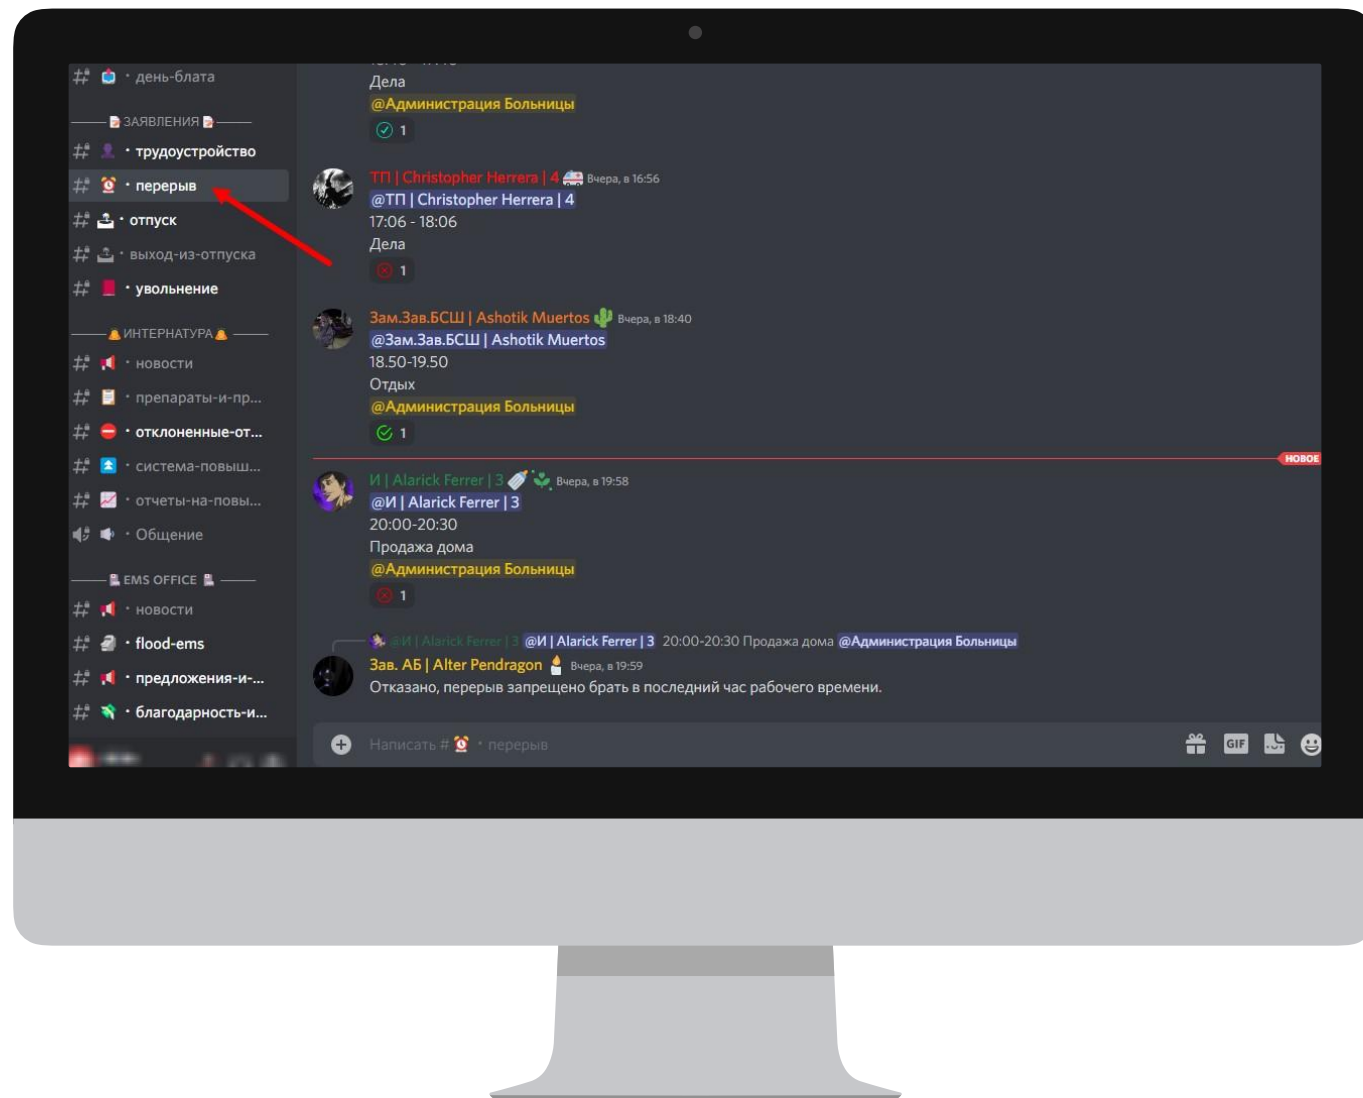 день-блата
ЗАЯВЛЕНИЯ
трудоустройство
перерыв
отпуск
выход-из-отпуска
увольнение
ИНТЕРНАТУРА
новости
препараты-и-пр...
отклоненные-от...
система-повыш...
отчеты-на-повы...
Общение
EMS OFFICE
новости
flood-ems
предложения-и-...
благодарность-и...
Дела
@Администрация Больницы
1
ТП | Christopher Herrera | 4 Вчера, в 16:56
@ТП | Christopher Herrera | 4
17:06 - 18:06
Дела
1
Зам.Зав.БСШ | Ashotik Muertos Вчера, в 18:40
@Зам.Зав.БСШ | Ashotik Muertos
18.50-19.50
Отдых
@Администрация Больницы
1
НОВОЕ
И | Alarick Ferrer | 3 Вчера, в 19:58
@И | Alarick Ferrer | 3
20:00-20:30
Продажа дома
@Администрация Больницы
1
@И | Alarick Ferrer | 3 @И | Alarick Ferrer | 3 20:00-20:30 Продажа дома @Администрация Больницы
Зав. АБ | Alter Pendragon Вчера, в 19:59
Отказано, перерыв запрещено брать в последний час рабочего времени.
Написать # перерыв
GIF